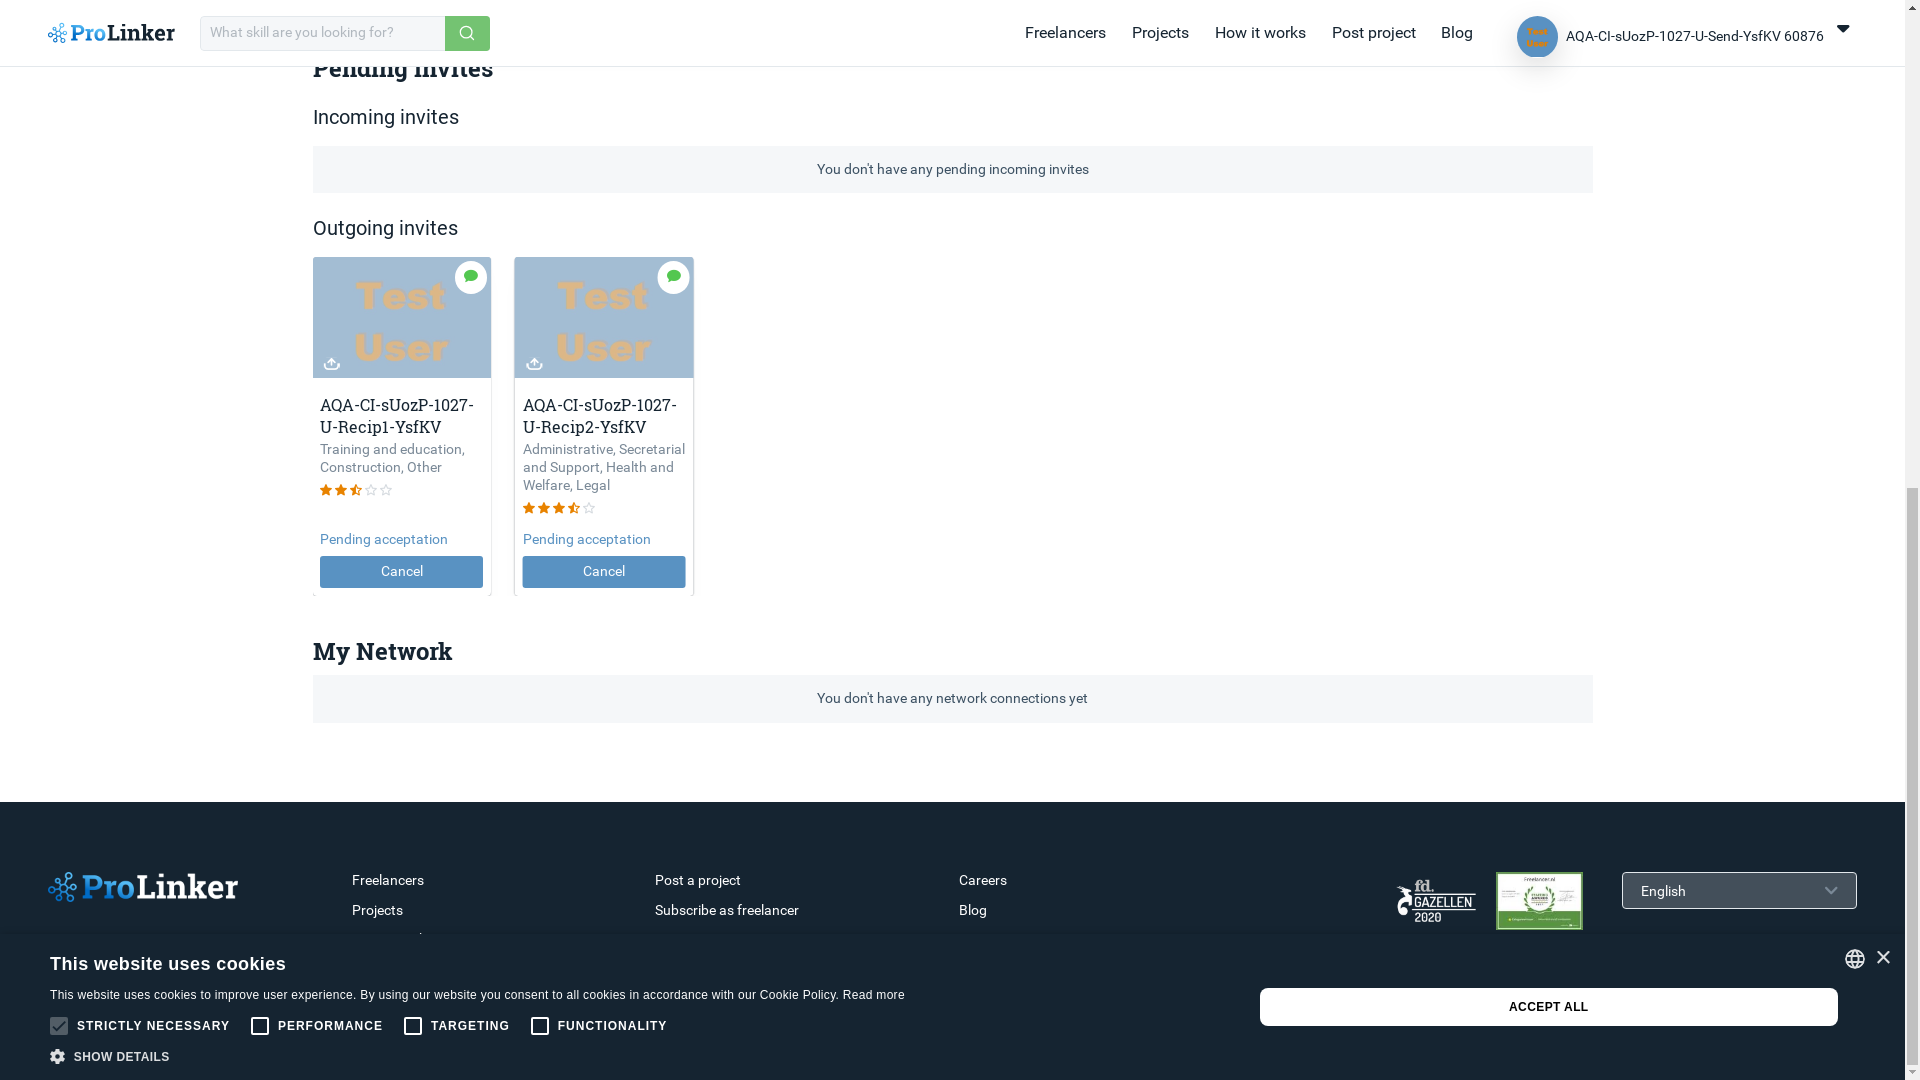 ProLinker
What skill are you looking for?
Freelancers
Projects
How it works
Post project
Blog
Test
User
AQA-CI-sUozP-1027-U-Send-YsfKV 60876
Pending invites
Incoming invites
You don't have any pending incoming invites
Outgoing invites
Test
User
AQA-CI-sUozP-1027-
U-Recip1-YsfKV
Training and education,
Construction, Other
Pending acceptation
Cancel
Test
User
AQA-CI-sUozP-1027-
U-Recip2-YsfKV
Administrative, Secretarial
and Support, Health and
Welfare, Legal
Pending acceptation
Cancel
My Network
You don't have any network connections yet
ProLinker
Freelancers
Projects
Post a project
Subscribe as freelancer
Careers
Blog
fd.
GAZELLEN
2020
Freelancer.nl
English
This website uses cookies
This website uses cookies to improve user experience. By using our website you consent to all cookies in accordance with our Cookie Policy. Read more
STRICTLY NECESSARY
PERFORMANCE
TARGETING
FUNCTIONALITY
SHOW DETAILS
ACCEPT ALL